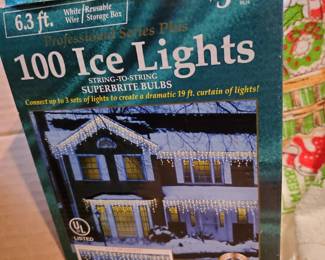 6.3 ft.
White
Wire
Reusable
Storage Box
Professional Series Plus
100 Ice Lights
STRING-TO-STRING
SUPERBRITE BULBS
Connect up to 3 sets of lights to create a dramatic 19 ft. curtain of lights!
UL
LISTED